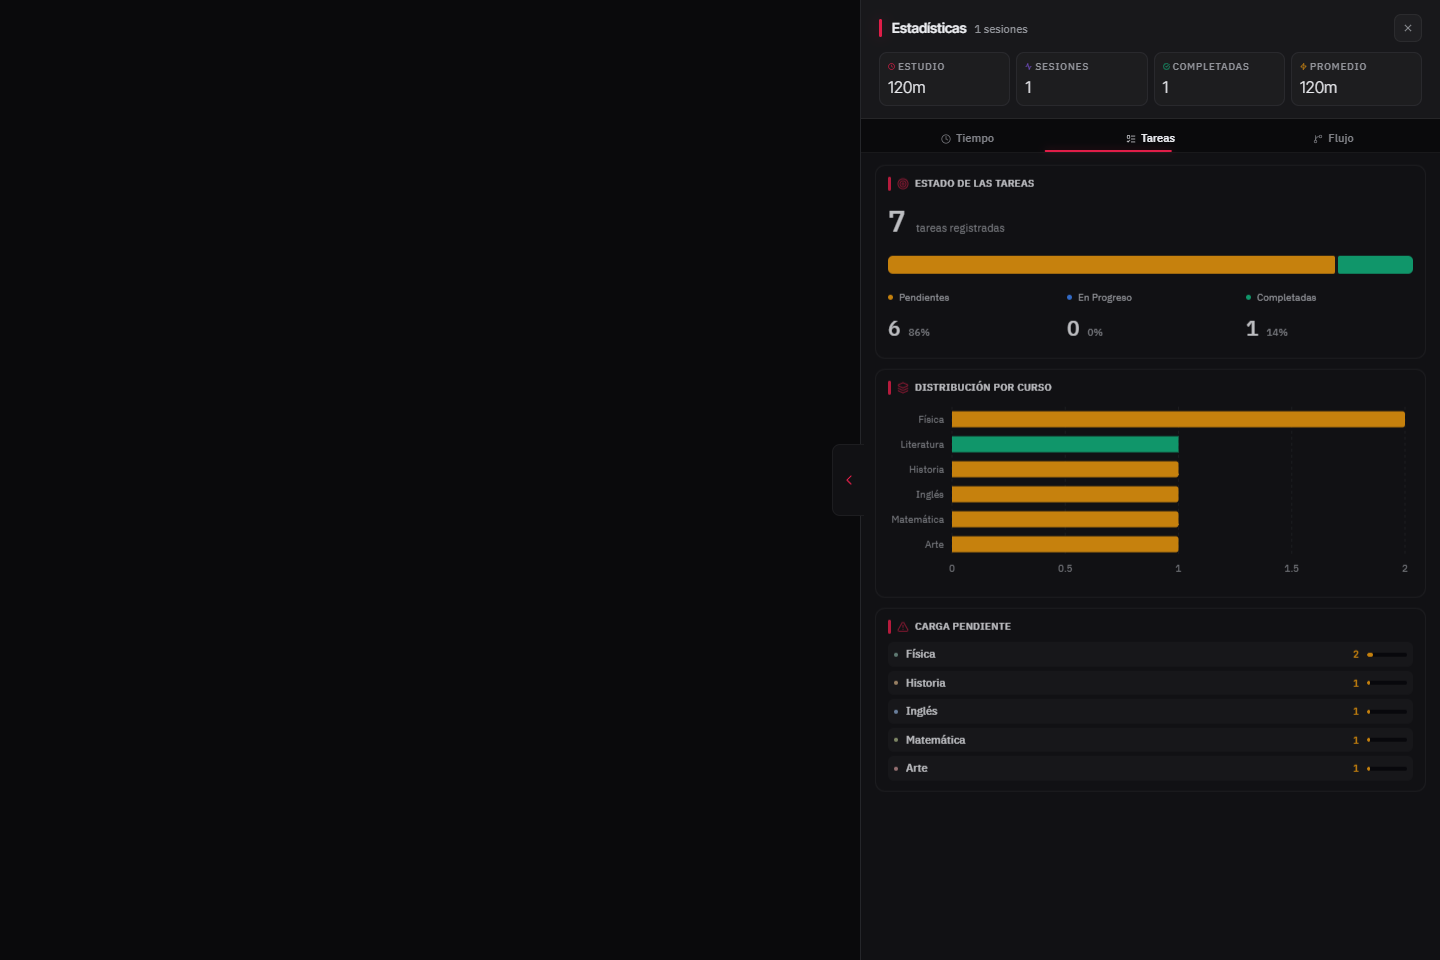 Estadísticas 1 sesiones
ESTUDIO SESIONES COMPLETADAS PROMEDIO
120m 1 1 120m
Tiempo Tareas Flujo
ESTADO DE LAS TAREAS
7 tareas registradas
Pendientes En Progreso Completadas
6 86% 0 0% 1 14%
DISTRIBUCIÓN POR CURSO
Física
Literatura
Historia
Inglés
Matemática
Arte
0 0.5 1 1.5 2
CARGA PENDIENTE
Física 2
Historia 1
Inglés 1
Matemática 1
Arte 1